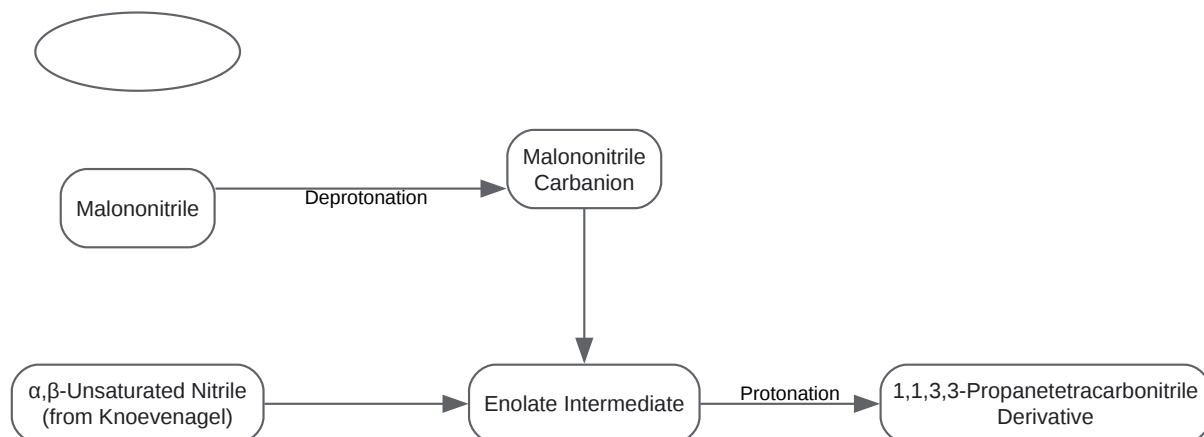 Malononitrile
Deprotonation
Malononitrile
Carbanion
α,β-Unsaturated Nitrile
(from Knoevenagel)
Enolate Intermediate
Protonation
1,1,3,3-Propanetetracarbonitrile
Derivative